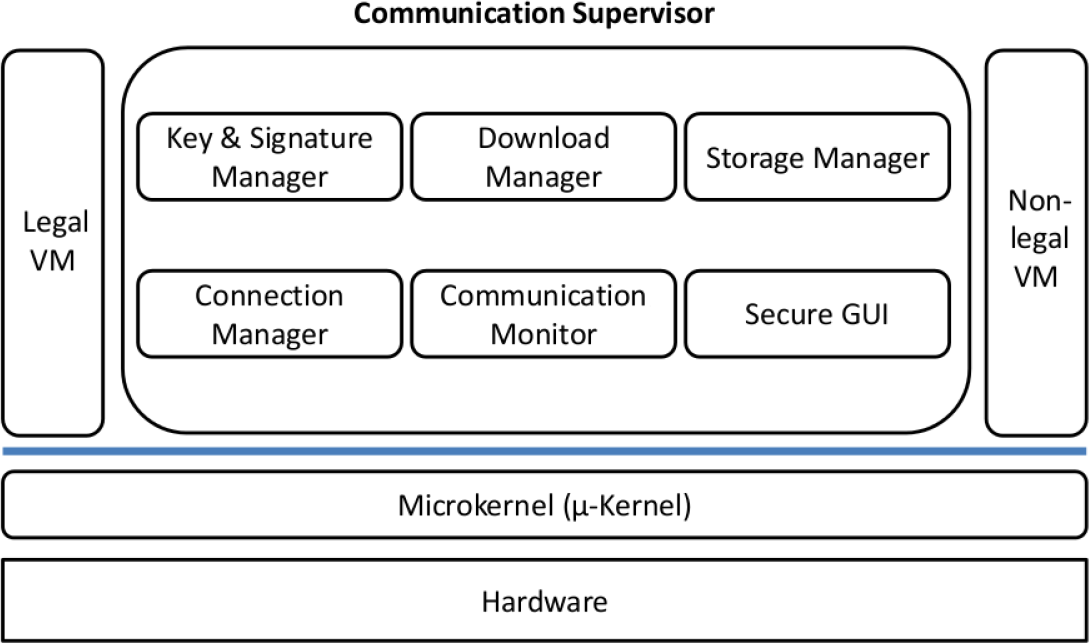 Communication Supervisor
Legal
VM
Key & Signature
Manager
Download
Manager
Storage Manager
Connection
Manager
Communication
Monitor
Secure GUI
Non-
legal
VM
Microkernel (μ-Kernel)
Hardware